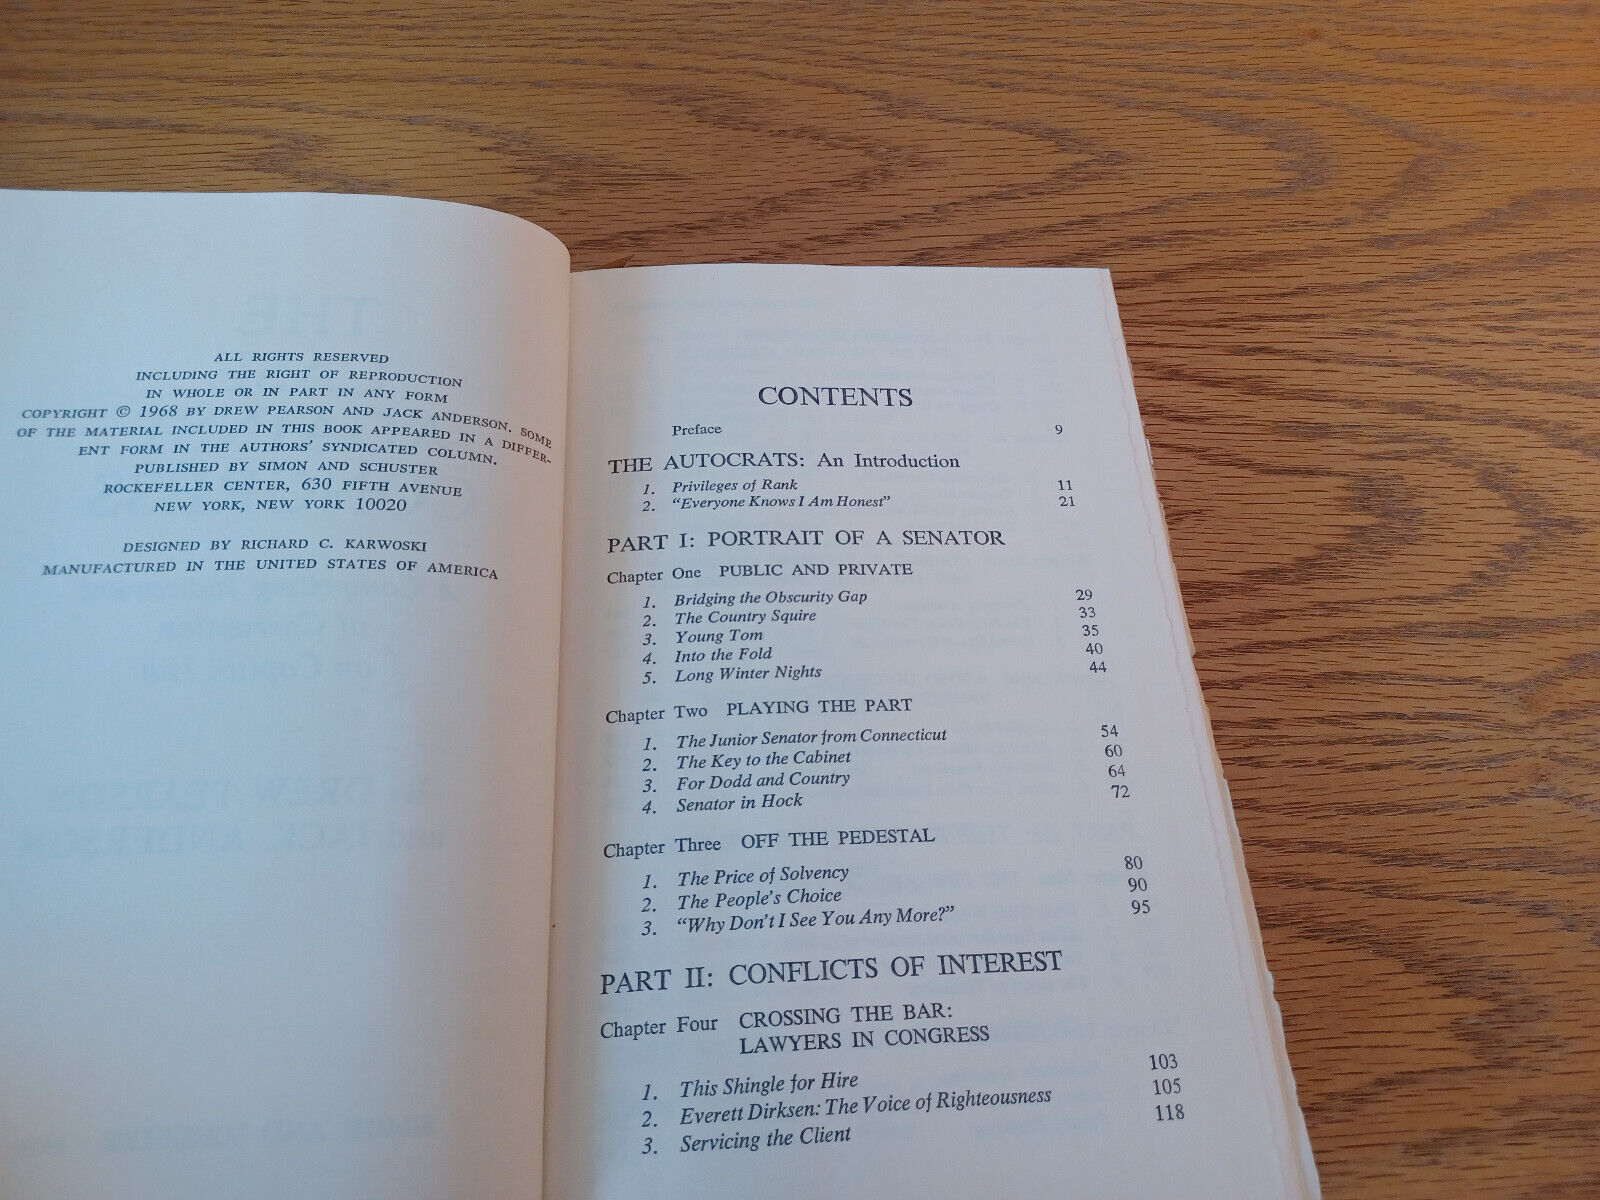 ALL RIGHTS RESERVED
INCLUDING THE RIGHT OF REPRODUCTION
IN WHOLE OR IN PART IN ANY FORM
COPYRIGHT © 1968 BY DREW PEARSON AND JACK ANDERSON. SOME
OF THE MATERIAL INCLUDED IN THIS BOOK APPEARED IN A DIFFER-
ENT FORM IN THE AUTHORS' SYNDICATED COLUMN.
PUBLISHED BY SIMON AND SCHUSTER
ROCKEFELLER CENTER, 630 FIFTH AVENUE
NEW YORK, NEW YORK 10020
DESIGNED BY RICHARD C. KARWOSKI
MANUFACTURED IN THE UNITED STATES OF AMERICA
CONTENTS
Preface 9
THE AUTOCRATS: An Introduction
1. Privileges of Rank 11
2. "Everyone Knows I Am Honest" 21
PART I: PORTRAIT OF A SENATOR
Chapter One PUBLIC AND PRIVATE
1. Bridging the Obscurity Gap 29
2. The Country Squire 33
3. Young Tom 35
4. Into the Fold 40
5. Long Winter Nights 44
Chapter Two PLAYING THE PART
1. The Junior Senator from Connecticut 54
2. The Key to the Cabinet 60
3. For Dodd and Country 64
4. Senator in Hock 72
Chapter Three OFF THE PEDESTAL
1. The Price of Solvency 80
2. The People's Choice 90
3. "Why Don't I See You Any More?" 95
PART II: CONFLICTS OF INTEREST
Chapter Four CROSSING THE BAR:
LAWYERS IN CONGRESS
1. This Shingle for Hire 103
2. Everett Dirksen: The Voice of Righteousness 105
3. Servicing the Client 118